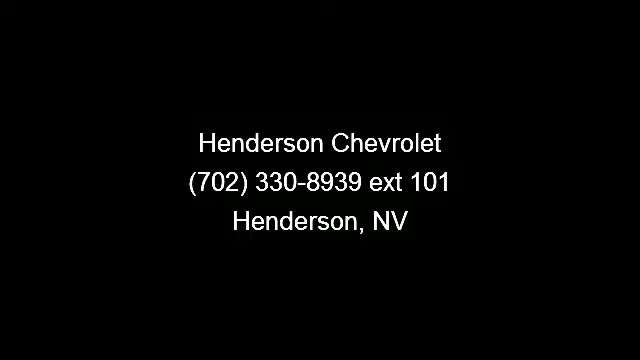 Henderson Chevrolet
(702) 330-8939 ext 101
Henderson, NV